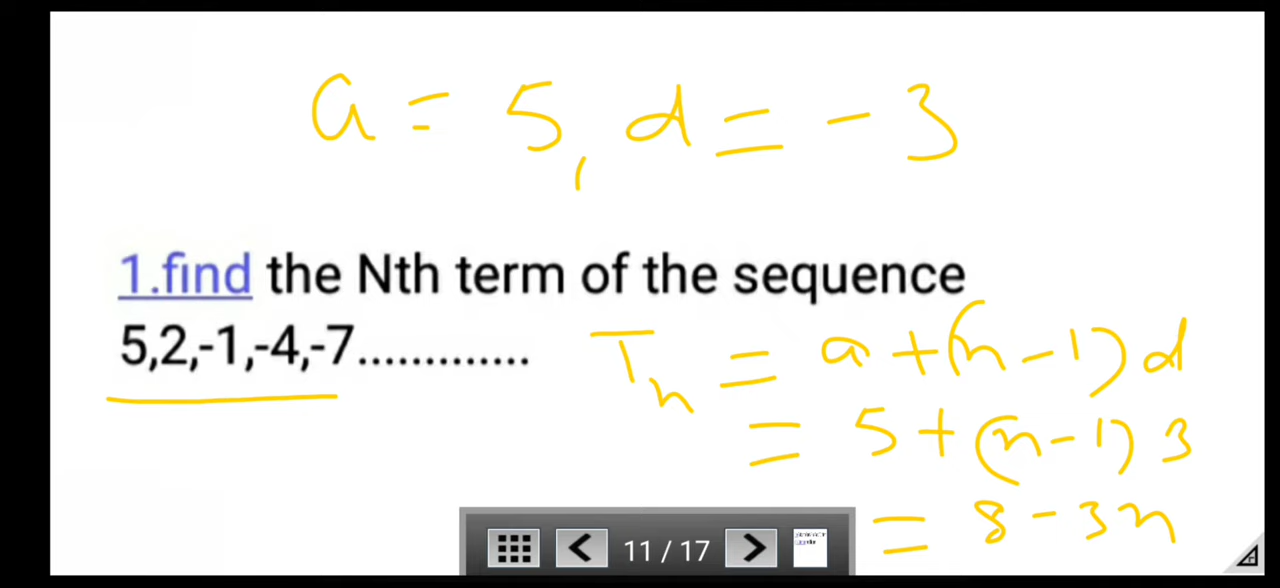 a = 5, d = -3
1.find the Nth term of the sequence
5,2,-1,-4,-7.............
Tn = a + (n-1) d
= 5 + (n-1) 3
= 8 - 3n
11 / 17